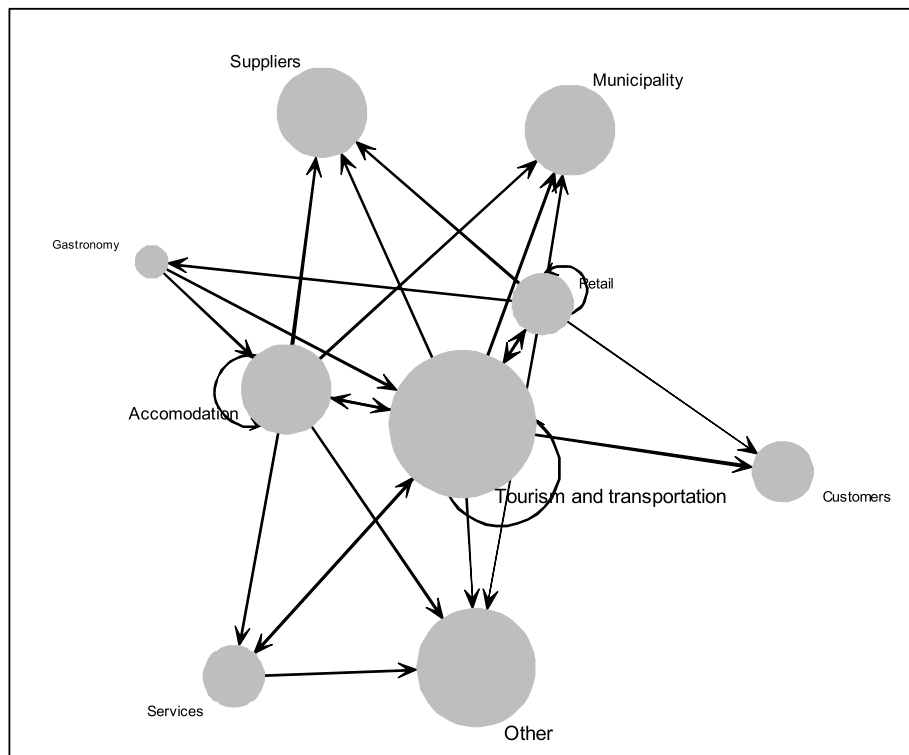 Suppliers
Municipality
Gastronomy
Retail
Accomodation
Tourism and transportation
Customers
Services
Other